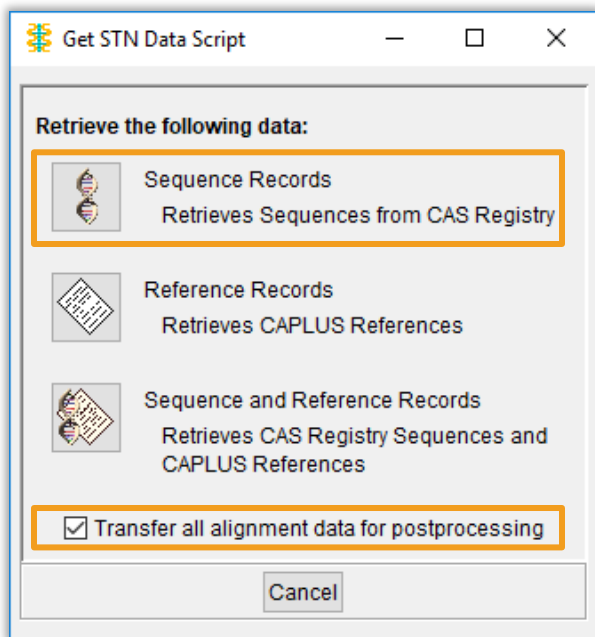 Get STN Data Script
Retrieve the following data:
Sequence Records
Retrieves Sequences from CAS Registry
Reference Records
Retrieves CAPLUS References
Sequence and Reference Records
Retrieves CAS Registry Sequences and
CAPLUS References
Transfer all alignment data for postprocessing
Cancel